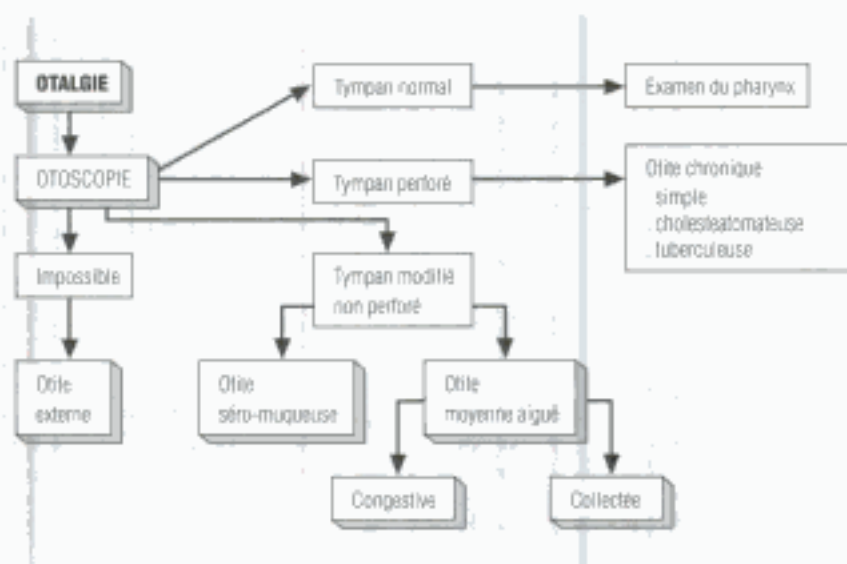 OTALGIE
Tympan normal
Examen du pharynx
OTOSCOPIE
Tympan perforé
Otite chronique
simple
. cholesteatomateuse
. tuberculeuse
Impossible
Tympan modifié
non perforé
Otite
externe
Otite
séro-muqueuse
Otite
moyenne aiguë
Congestive
Collectée